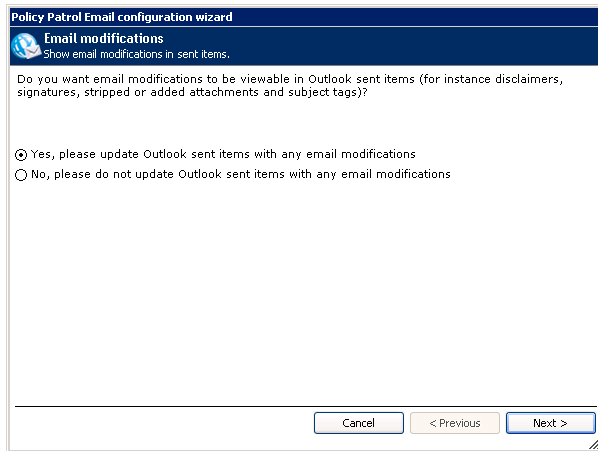 Policy Patrol Email configuration wizard
Email modifications
Show email modifications in sent items.
Do you want email modifications to be viewable in Outlook sent items (for instance disclaimers,
signatures, stripped or added attachments and subject tags)?
Yes, please update Outlook sent items with any email modifications
No, please do not update Outlook sent items with any email modifications
Cancel
< Previous
Next >